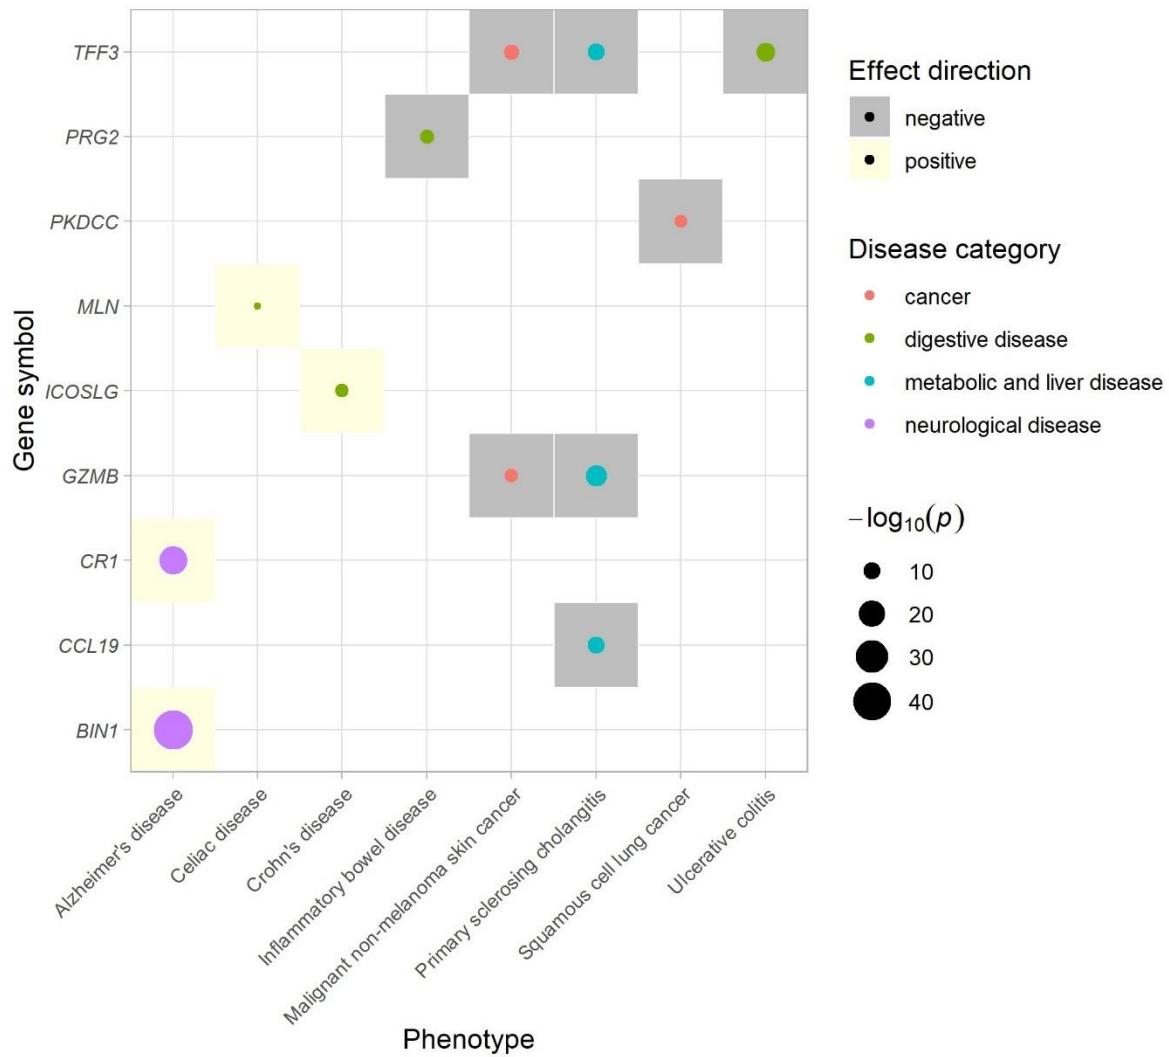 TFF3
PRG2
PKDCC
MLN
ICOSLG
GZMB
CR1
CCL19
BIN1
Gene symbol
Alzheimer's disease
Celiac disease
Crohn's disease
Inflammatory bowel disease
Malignant non-melanoma skin cancer
Primary sclerosing cholangitis
Squamous cell lung cancer
Ulcerative colitis
Phenotype
Effect direction
negative
positive
Disease category
cancer
digestive disease
metabolic and liver disease
neurological disease
−log₁₀(p)
10
20
30
40